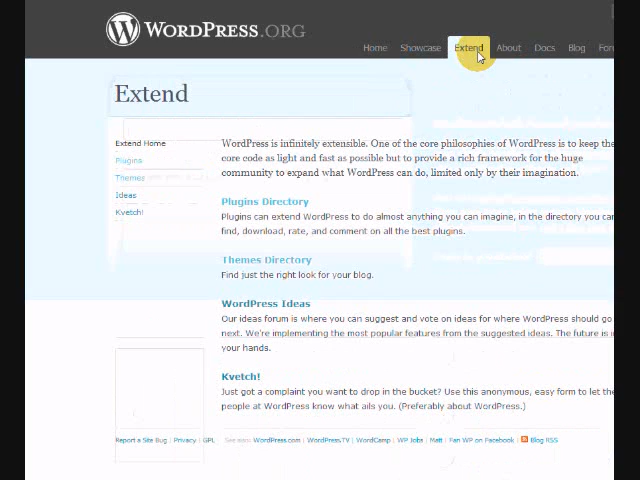 WORDPRESS.ORG
Home Showcase Extend About Docs Blog
Extend
Extend Home
Plugins
Themes
Ideas
Kvetch!
WordPress is infinitely extensible. One of the core philosophies of WordPress is to keep the
core code as light and fast as possible but to provide a rich framework for the huge
community to expand what WordPress can do, limited only by their imagination.
Plugins Directory
Plugins can extend WordPress to do almost anything you can imagine, in the directory you can
find, download, rate, and comment on all the best plugins.
Themes Directory
Find just the right look for your blog.
WordPress Ideas
Our ideas forum is where you can suggest and vote on ideas for where WordPress should go
next. We're implementing the most popular features from the suggested ideas. The future is
your hands.
Kvetch!
Just got a complaint you want to drop in the bucket? Use this anonymous, easy form to let the
people at WordPress know what ails you. (Preferably about WordPress.)
Report a Site Bug | Privacy | GPL See also: WordPress.com | WordPress.TV | WordCamp | WP Jobs | Matt | Fan WP on Facebook | Blog RSS